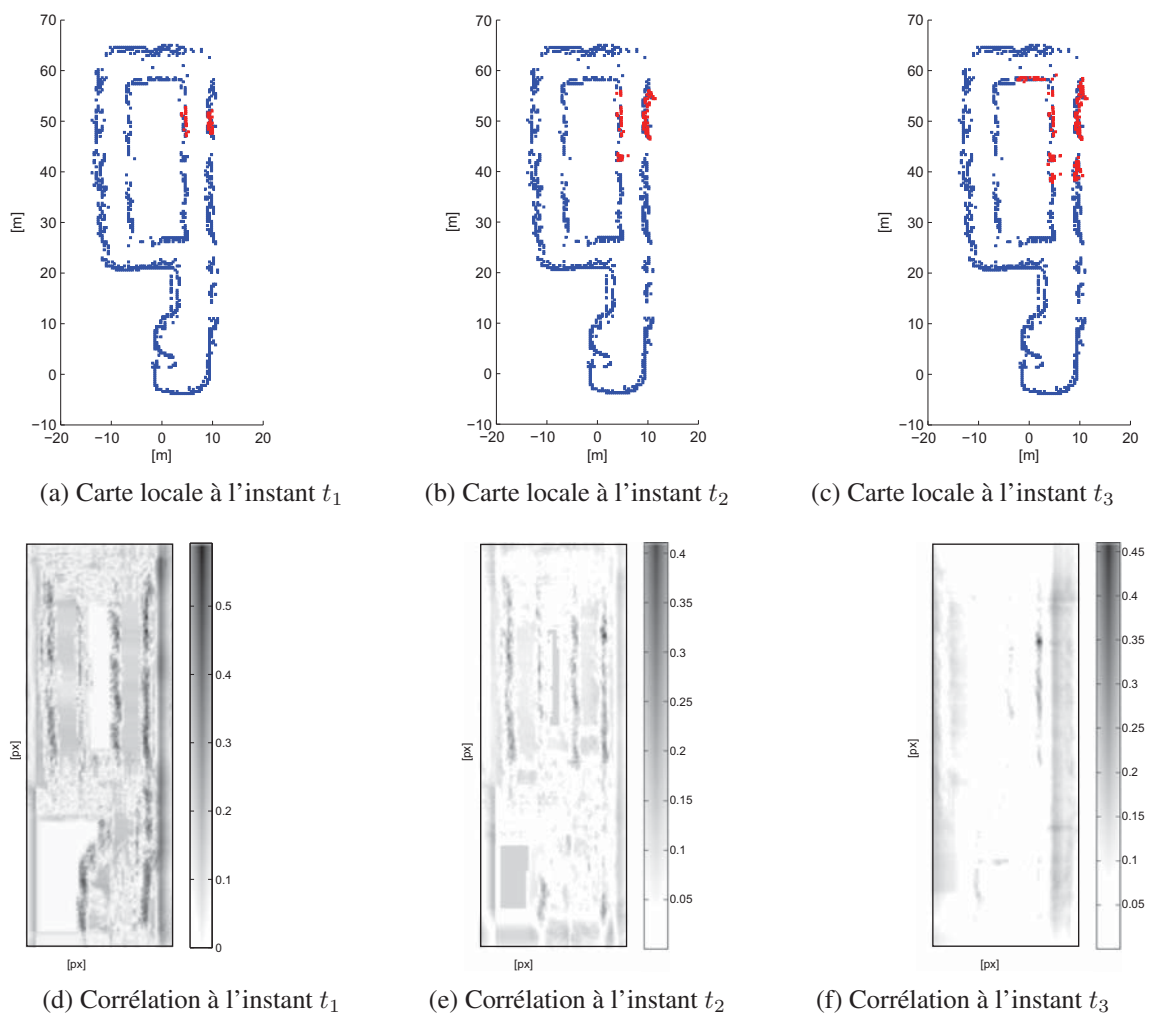 70
60
50
40
30
20
10
0
−10
[m]
−20 −10 0 10 20
[m]
(a) Carte locale à l'instant t₁
70
60
50
40
30
20
10
0
−10
[m]
−20 −10 0 10 20
[m]
(b) Carte locale à l'instant t₂
70
60
50
40
30
20
10
0
−10
[m]
−20 −10 0 10 20
[m]
(c) Carte locale à l'instant t₃
[px]
[px]
0.5
0.4
0.3
0.2
0.1
0
(d) Corrélation à l'instant t₁
[px]
[px]
0.4
0.35
0.3
0.25
0.2
0.15
0.1
0.05
(e) Corrélation à l'instant t₂
[px]
[px]
0.45
0.4
0.35
0.3
0.25
0.2
0.15
0.1
0.05
(f) Corrélation à l'instant t₃